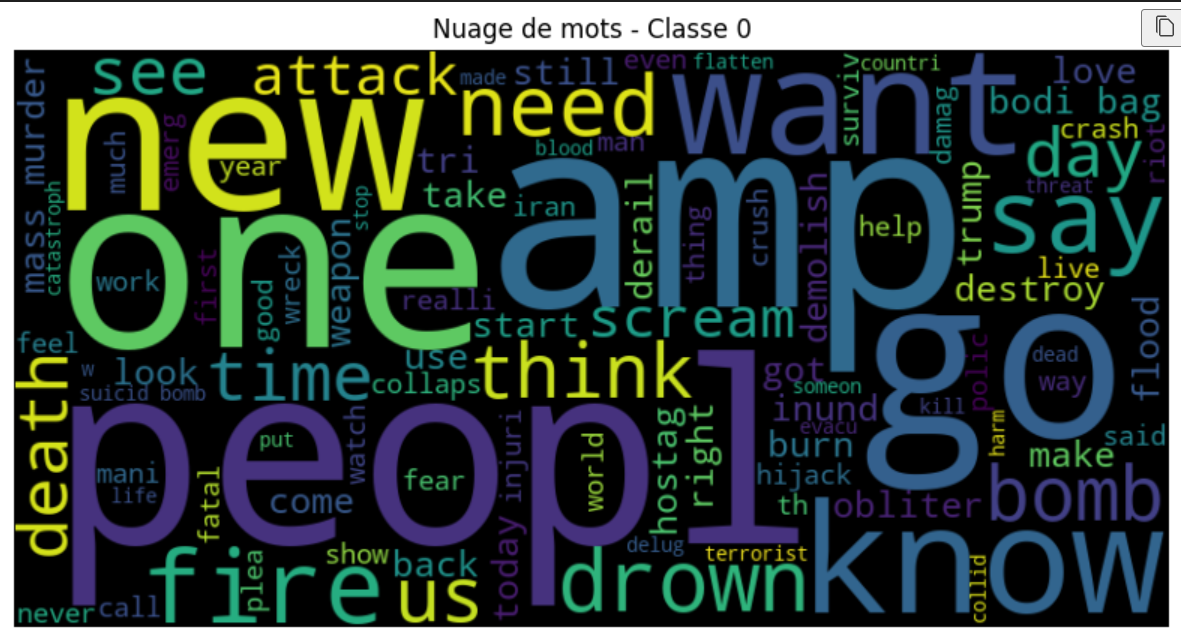 Nuage de mots - Classe 0
murder
see
attack
made
still
even
flatten
surviv
countri
love
new
need
want
damag
bodi bag
crash
much
emerg
year
tri
blood
man
day
riot
threat
mass
catastroph
stop
take
iran
derail
amp
thing
crush
demolish
help
trump
say
one
work
first
good
wreck
weapon
realli
live
destroy
start
scream
feel
w
look
time
use
collaps
think
got
someon
polic
go
dead
way
flood
suicid bomb
death
peopl
put
watch
injuri
hostag
right
inund
evacu
kill
harm
said
make
burn
mani
life
fear
world
hijack
fatal
come
th
obliter
bomb
today
delug
terrorist
know
fire
plea
show
back
us
drown
collid
never
call